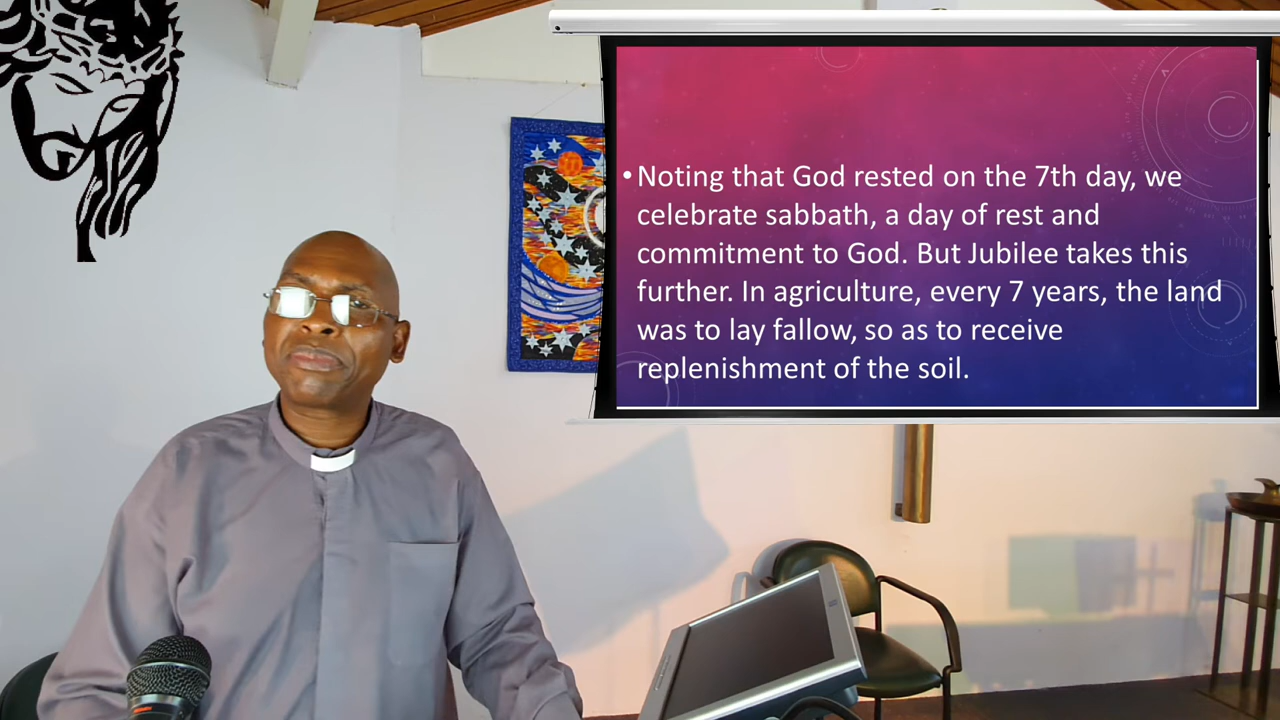 • Noting that God rested on the 7th day, we
celebrate sabbath, a day of rest and
commitment to God. But Jubilee takes this
further. In agriculture, every 7 years, the land
was to lay fallow, so as to receive
replenishment of the soil.